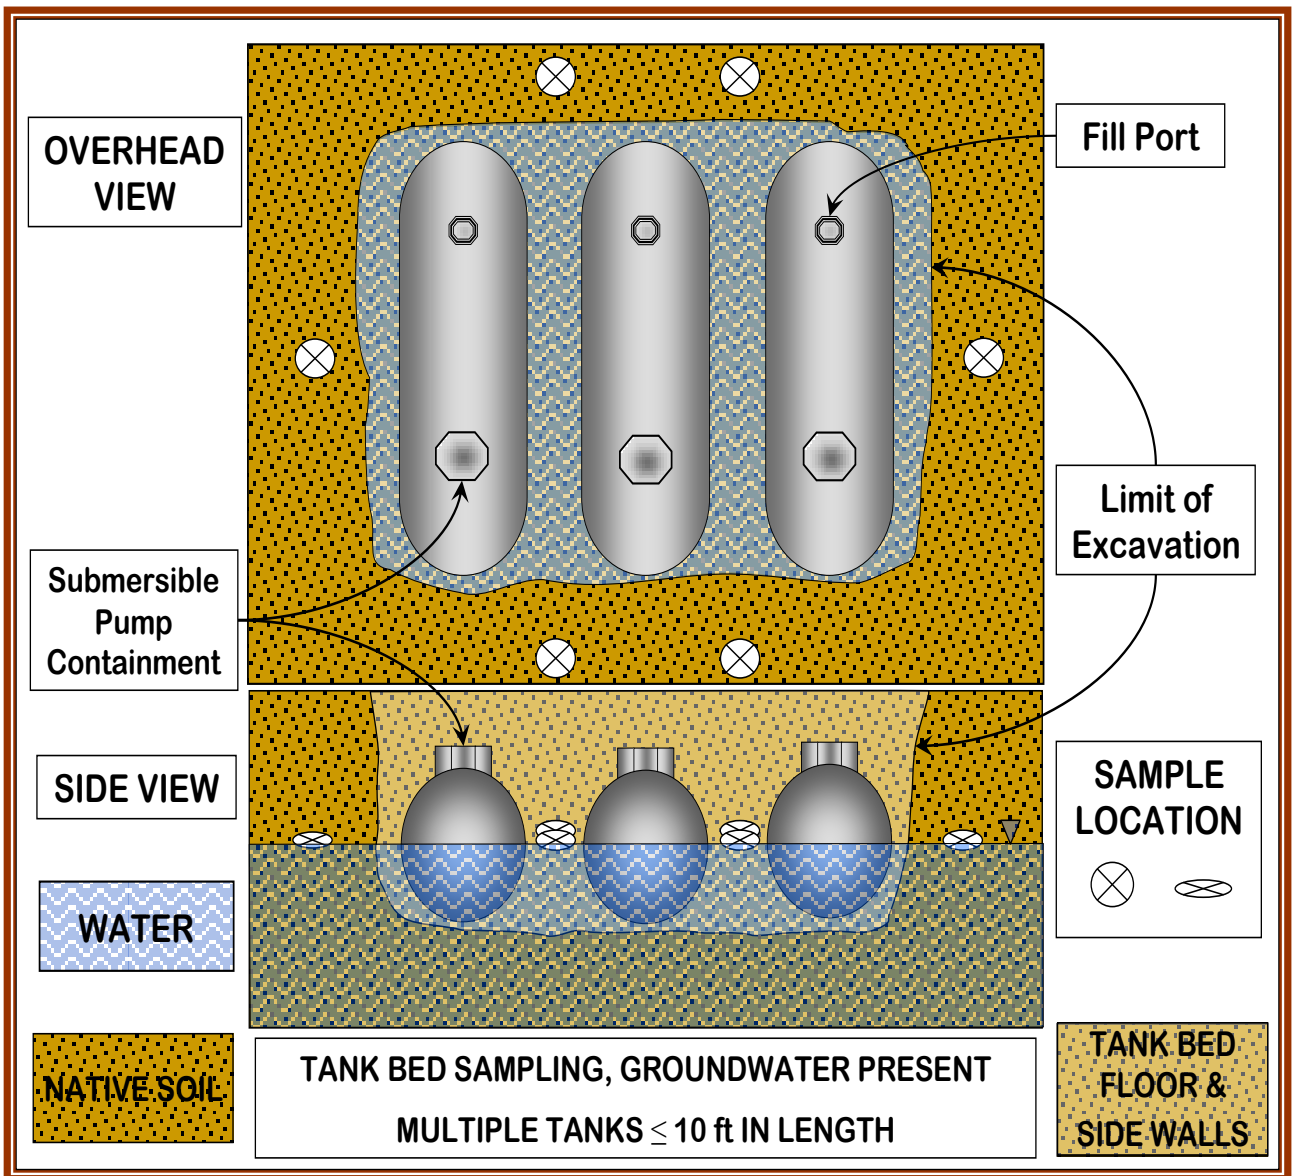 OVERHEAD
VIEW
Fill Port
Limit of
Excavation
Submersible
Pump
Containment
SIDE VIEW
SAMPLE
LOCATION
WATER
NATIVE SOIL
TANK BED SAMPLING, GROUNDWATER PRESENT
MULTIPLE TANKS ≤ 10 ft IN LENGTH
TANK BED
FLOOR &
SIDE WALLS